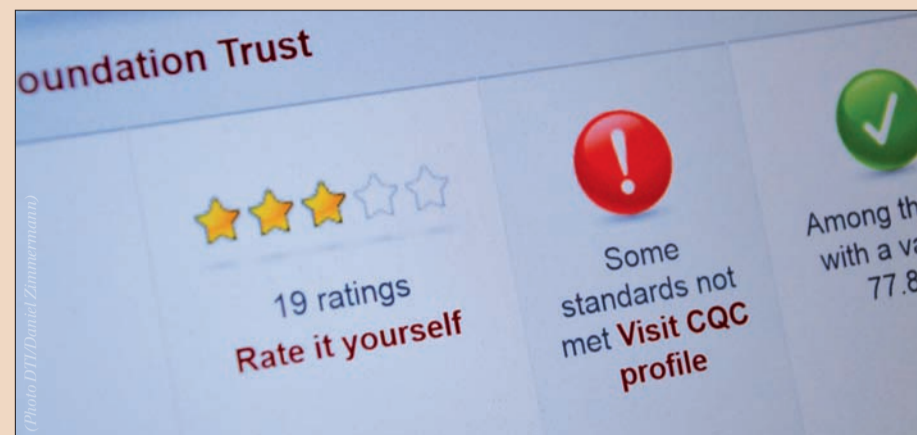 oundation Trust
19 ratings
Rate it yourself
Some
standards not
met Visit CQC
profile
Among th
with a va
77.8
(Photo DTI/Daniel Zimmermann)